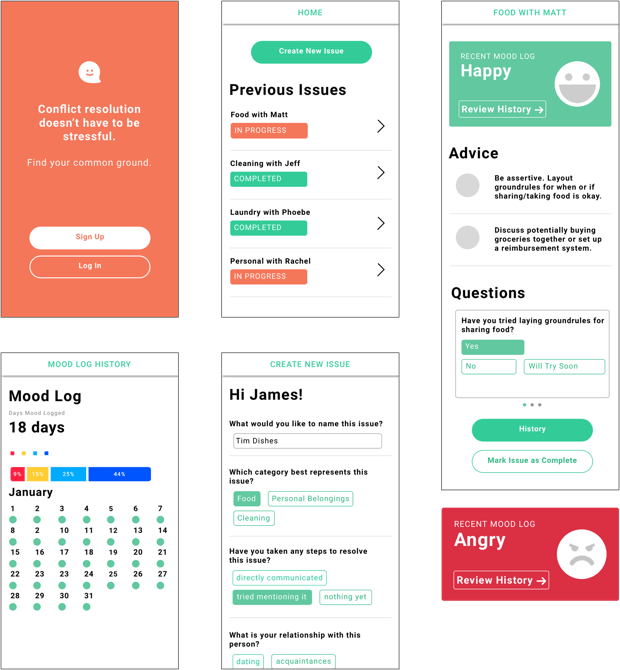 Conflict resolution
doesn't have to be
stressful.
Find your common ground.
Sign Up
Log In
HOME
Create New Issue
Previous Issues
Food with Matt
IN PROGRESS
Cleaning with Jeff
COMPLETED
Laundry with Phoebe
COMPLETED
Personal with Rachel
IN PROGRESS
FOOD WITH MATT
RECENT MOOD LOG
Happy
Review History
Advice
Be assertive. Layout
groundrules for when or if
sharing/taking food is okay.
Discuss potentially buying
groceries together or set up
a reimbursement system.
Questions
Have you tried laying groundrules for
sharing food?
Yes
No Will Try Soon
History
Mark Issue as Complete
MOOD LOG HISTORY
Mood Log
Days Mood Logged
18 days
9% 15% 25% 44%
January
1 2 3 4 5 6 7
8 2 10 11 12 13 14
15 16 17 18 19 20 21
22 23 23 24 25 26 27
28 29 30 31
CREATE NEW ISSUE
Hi James!
What would you like to name this issue?
Tim Dishes
Which category best represents this
issue?
Food Personal Belongings
Cleaning
Have you taken any steps to resolve
this issue?
directly communicated
tried mentioning it nothing yet
What is your relationship with this
person?
dating acquaintances
RECENT MOOD LOG
Angry
Review History